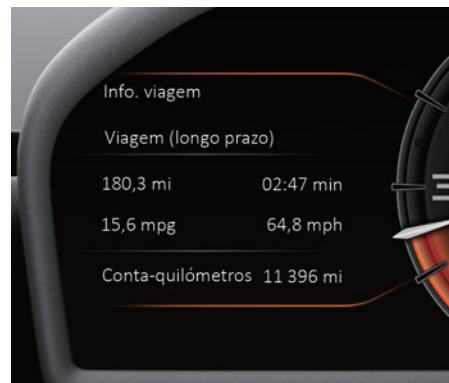 Info. viagem
Viagem (longo prazo)
180,3 mi 02:47 min
15,6 mpg 64,8 mph
Conta-quilómetros 11 396 mi